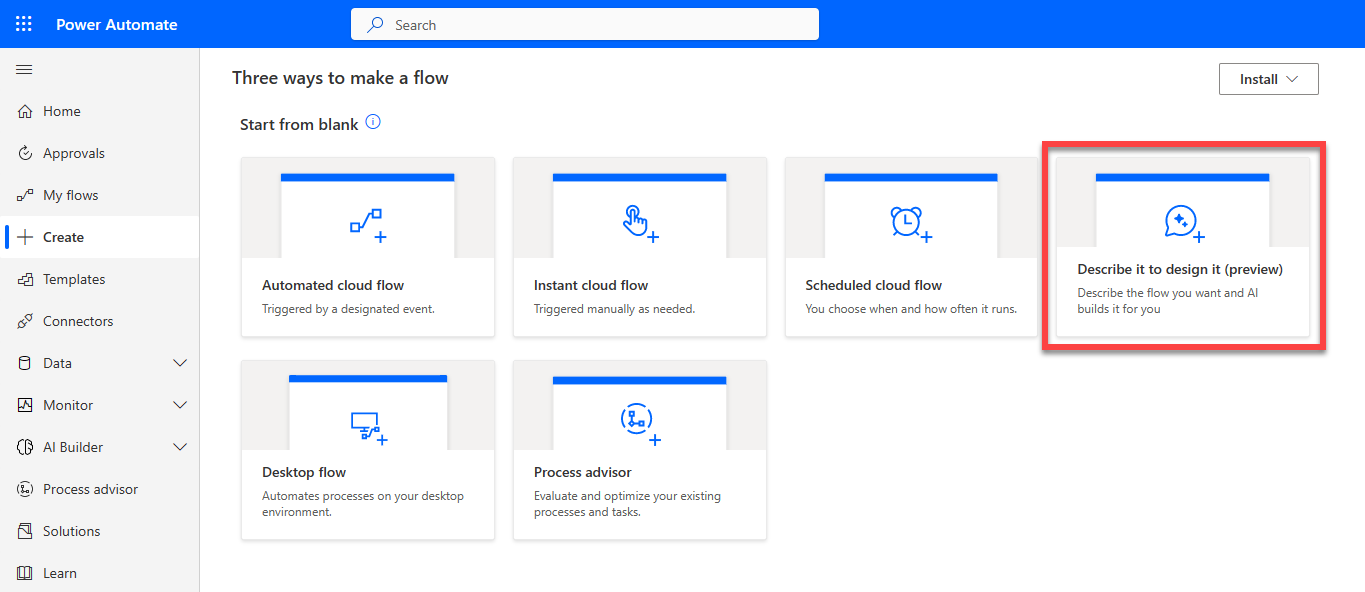 Power Automate
Search
Home
Approvals
My flows
Create
Templates
Connectors
Data
Monitor
AI Builder
Process advisor
Solutions
Learn
Three ways to make a flow
Install
Start from blank
Automated cloud flow
Triggered by a designated event.
Instant cloud flow
Triggered manually as needed.
Scheduled cloud flow
You choose when and how often it runs.
Describe it to design it (preview)
Describe the flow you want and AI
builds it for you
Desktop flow
Automates processes on your desktop
environment.
Process advisor
Evaluate and optimize your existing
processes and tasks.